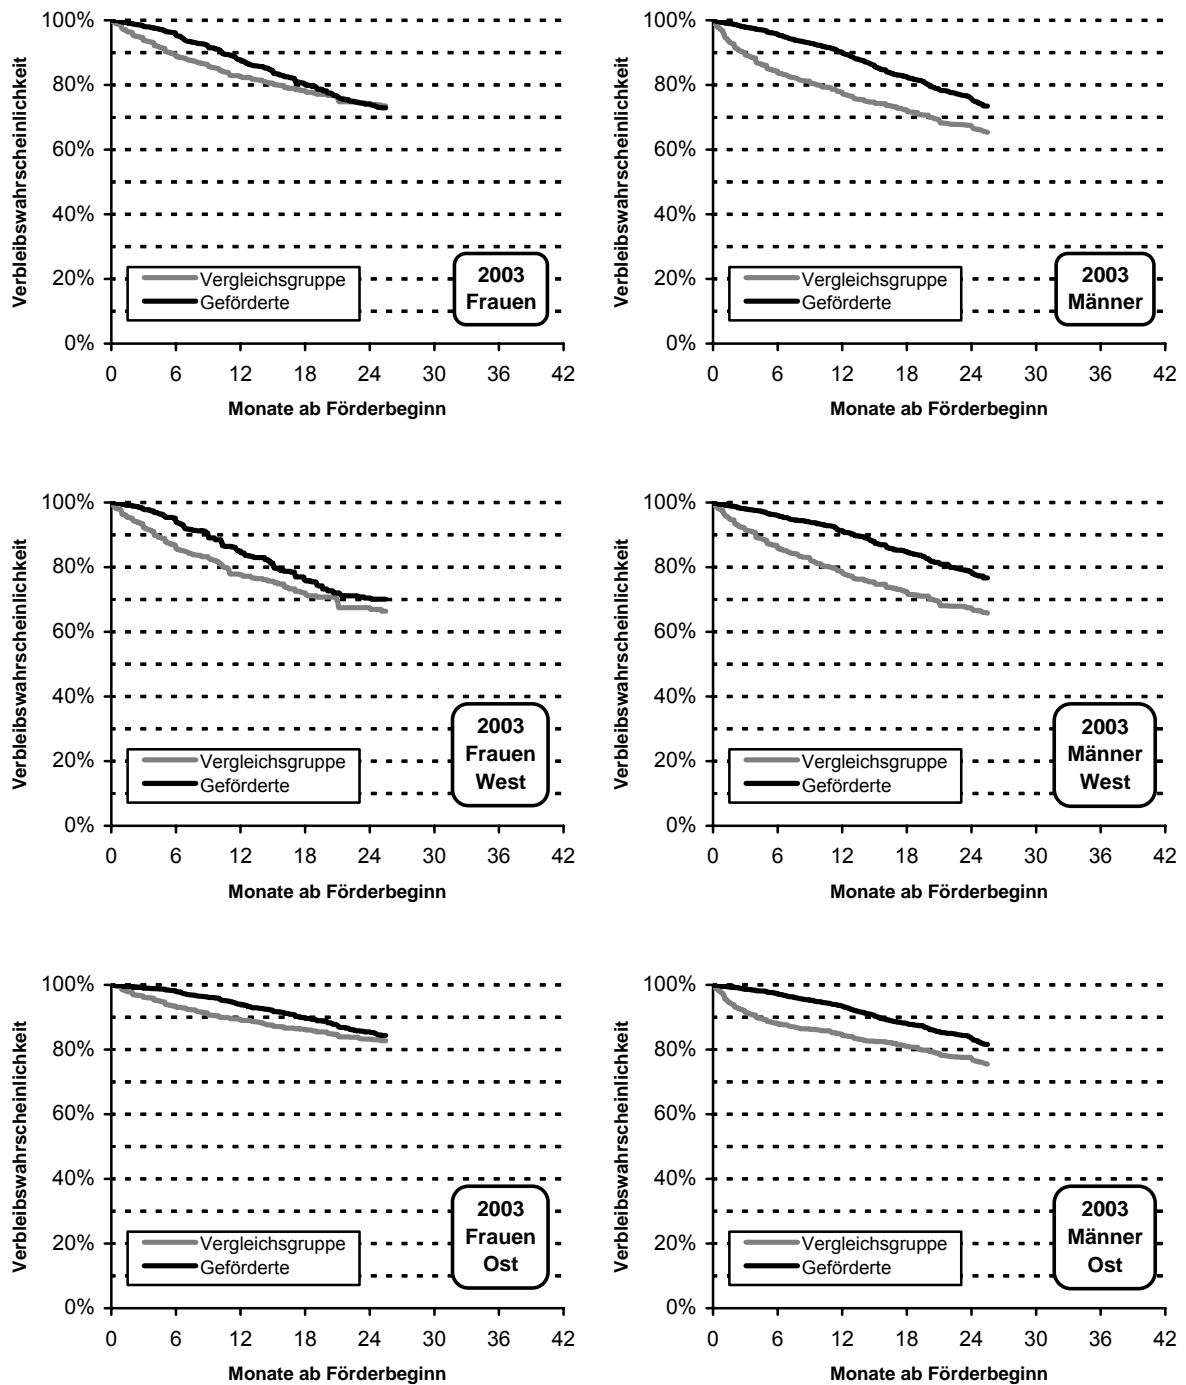 100%
80%
60%
40%
20%
0%
Verbleibswahrscheinlichkeit
Vergleichsgruppe
Geförderte
2003
Frauen
0 6 12 18 24 30 36 42
Monate ab Förderbeginn
100%
80%
60%
40%
20%
0%
Verbleibswahrscheinlichkeit
Vergleichsgruppe
Geförderte
2003
Männer
0 6 12 18 24 30 36 42
Monate ab Förderbeginn
100%
80%
60%
40%
20%
0%
Verbleibswahrscheinlichkeit
Vergleichsgruppe
Geförderte
2003
Frauen
West
0 6 12 18 24 30 36 42
Monate ab Förderbeginn
100%
80%
60%
40%
20%
0%
Verbleibswahrscheinlichkeit
Vergleichsgruppe
Geförderte
2003
Männer
West
0 6 12 18 24 30 36 42
Monate ab Förderbeginn
100%
80%
60%
40%
20%
0%
Verbleibswahrscheinlichkeit
Vergleichsgruppe
Geförderte
2003
Frauen
Ost
0 6 12 18 24 30 36 42
Monate ab Förderbeginn
100%
80%
60%
40%
20%
0%
Verbleibswahrscheinlichkeit
Vergleichsgruppe
Geförderte
2003
Männer
Ost
0 6 12 18 24 30 36 42
Monate ab Förderbeginn